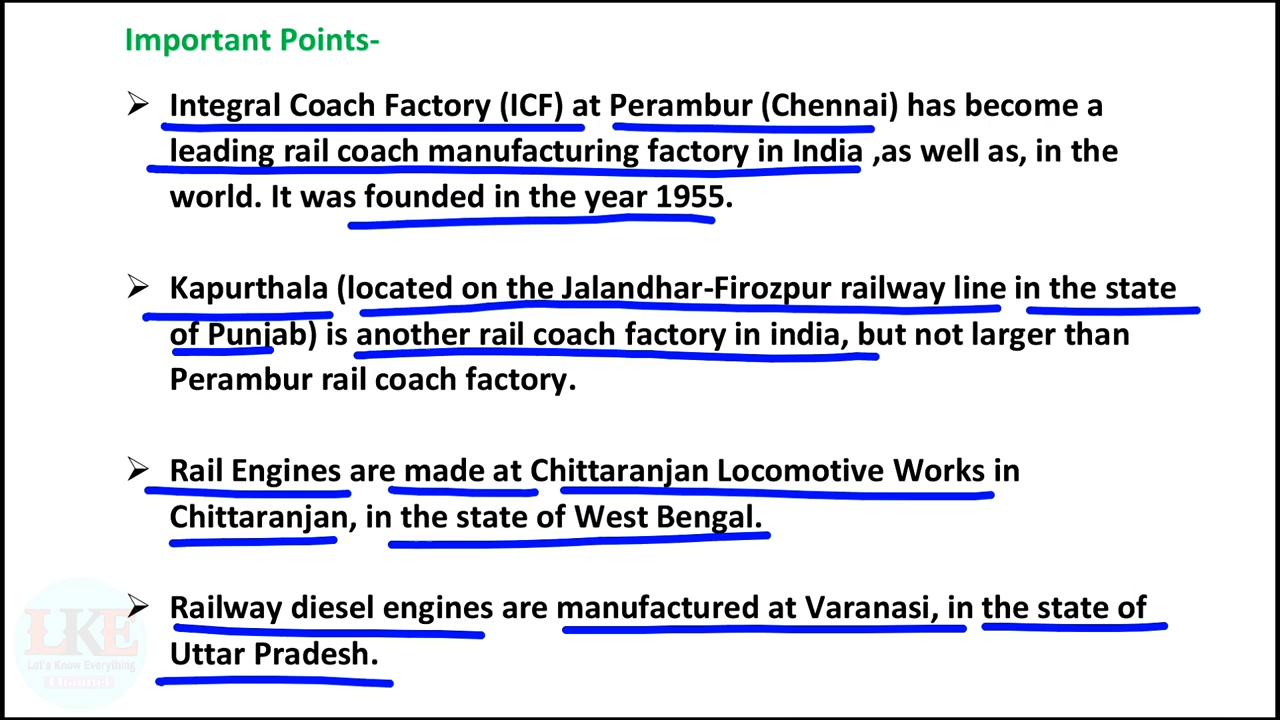 Important Points-
➢ Integral Coach Factory (ICF) at Perambur (Chennai) has become a
leading rail coach manufacturing factory in India ,as well as, in the
world. It was founded in the year 1955.
➢ Kapurthala (located on the Jalandhar-Firozpur railway line in the state
of Punjab) is another rail coach factory in india, but not larger than
Perambur rail coach factory.
➢ Rail Engines are made at Chittaranjan Locomotive Works in
Chittaranjan, in the state of West Bengal.
➢ Railway diesel engines are manufactured at Varanasi, in the state of
Uttar Pradesh.
LKE
Let's Know Everything